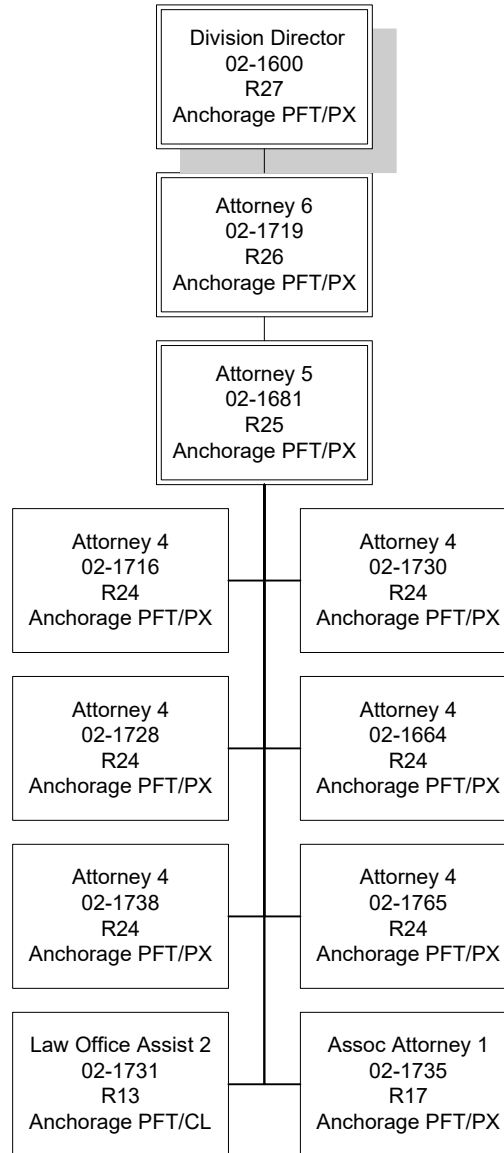 Division Director
02-1600
R27
Anchorage PFT/PX
Attorney 6
02-1719
R26
Anchorage PFT/PX
Attorney 5
02-1681
R25
Anchorage PFT/PX
Attorney 4
02-1716
R24
Anchorage PFT/PX
Attorney 4
02-1730
R24
Anchorage PFT/PX
Attorney 4
02-1728
R24
Anchorage PFT/PX
Attorney 4
02-1664
R24
Anchorage PFT/PX
Attorney 4
02-1738
R24
Anchorage PFT/PX
Attorney 4
02-1765
R24
Anchorage PFT/PX
Law Office Assist 2
02-1731
R13
Anchorage PFT/CL
Assoc Attorney 1
02-1735
R17
Anchorage PFT/PX